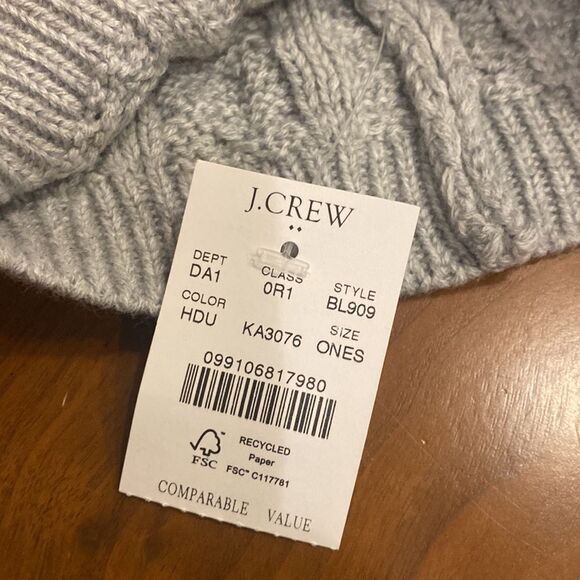 J.CREW
DEPT CLASS STYLE
DA1 0R1 BL909
COLOR SIZE
HDU KA3076 ONES
099106817980
FSC
RECYCLED
Paper
FSC™ C117781
COMPARABLE VALUE